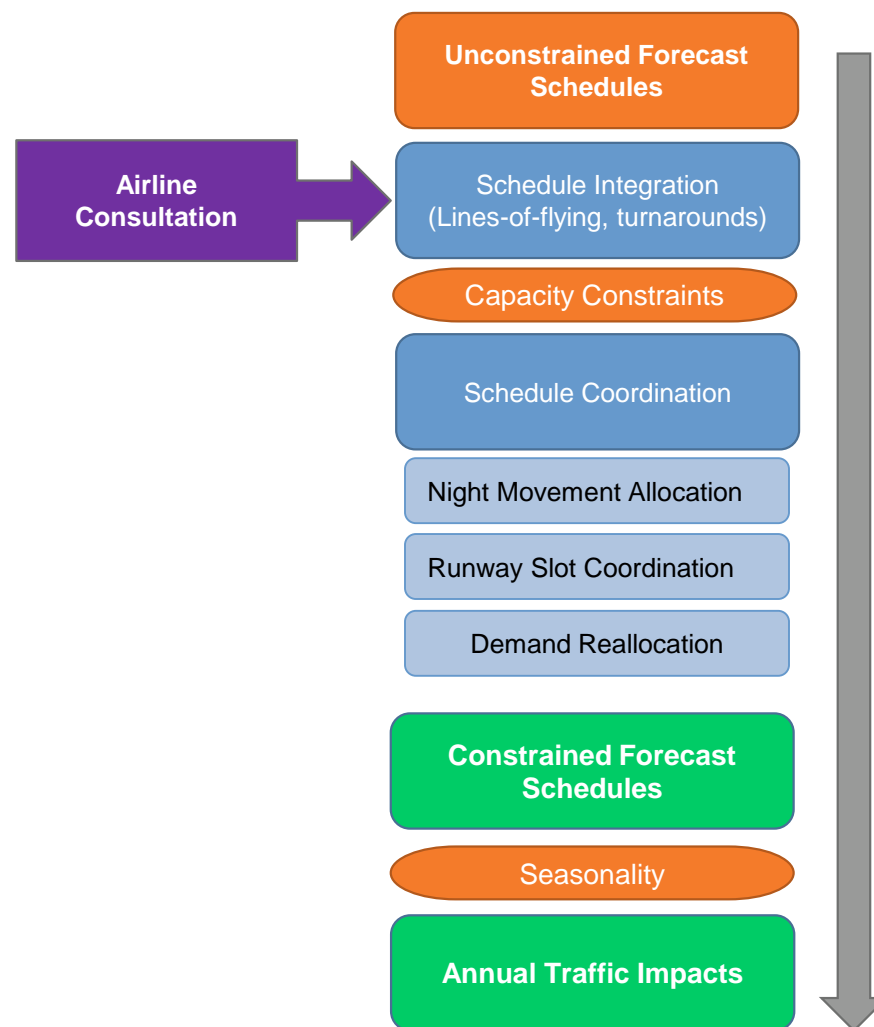 Unconstrained Forecast
Schedules
Airline
Consultation
Schedule Integration
(Lines-of-flying, turnarounds)
Capacity Constraints
Schedule Coordination
Night Movement Allocation
Runway Slot Coordination
Demand Reallocation
Constrained Forecast
Schedules
Seasonality
Annual Traffic Impacts